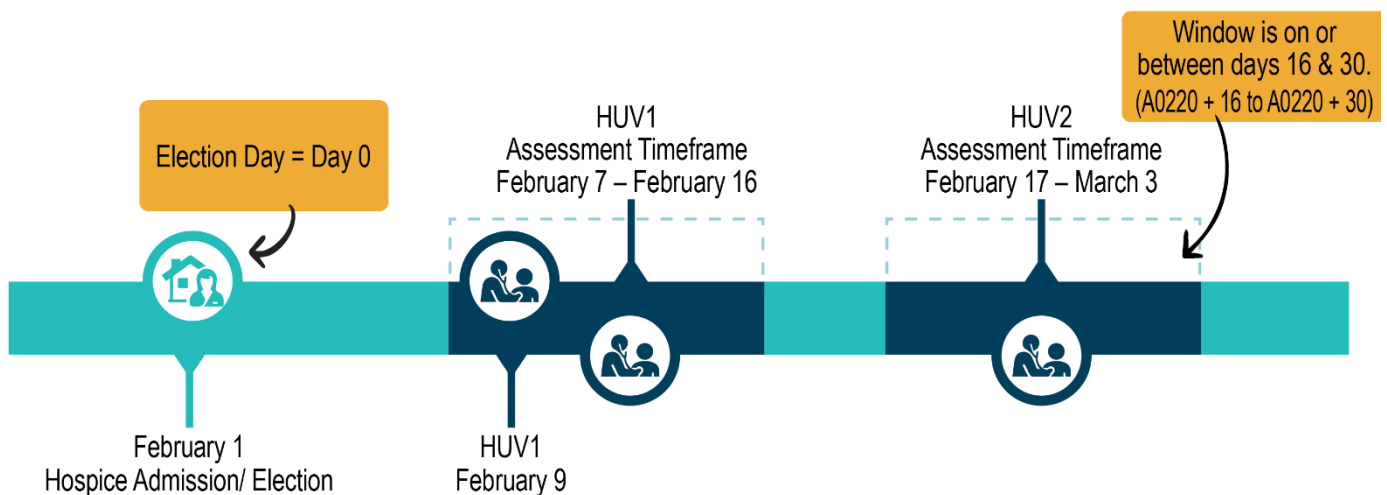 Election Day = Day 0
February 1
Hospice Admission/ Election
HUV1
Assessment Timeframe
February 7 – February 16
HUV1
February 9
HUV2
Assessment Timeframe
February 17 – March 3
Window is on or
between days 16 & 30.
(A0220 + 16 to A0220 + 30)